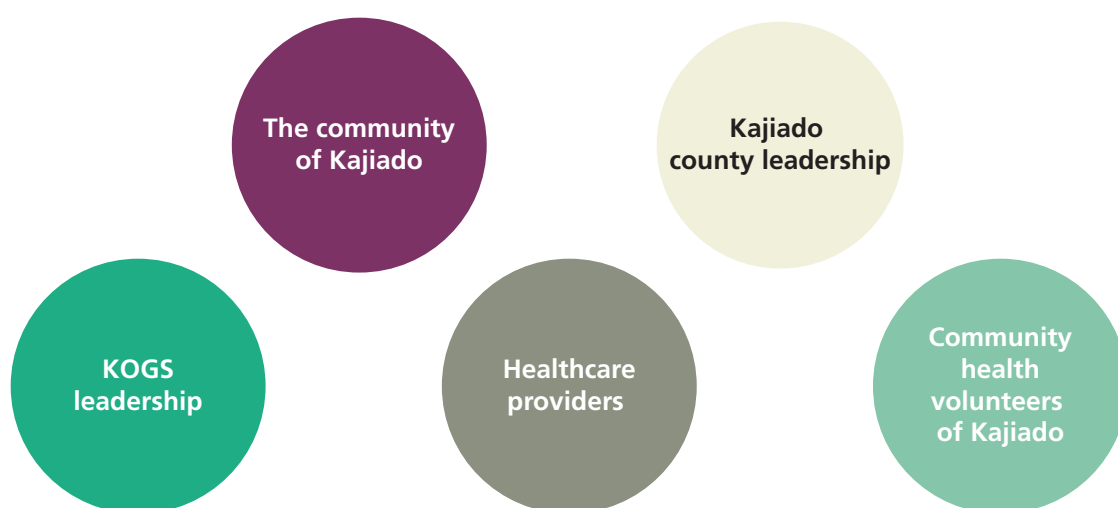 The community
of Kajiado
Kajiado
county leadership
KOGS
leadership
Healthcare
providers
Community
health
volunteers
of Kajiado